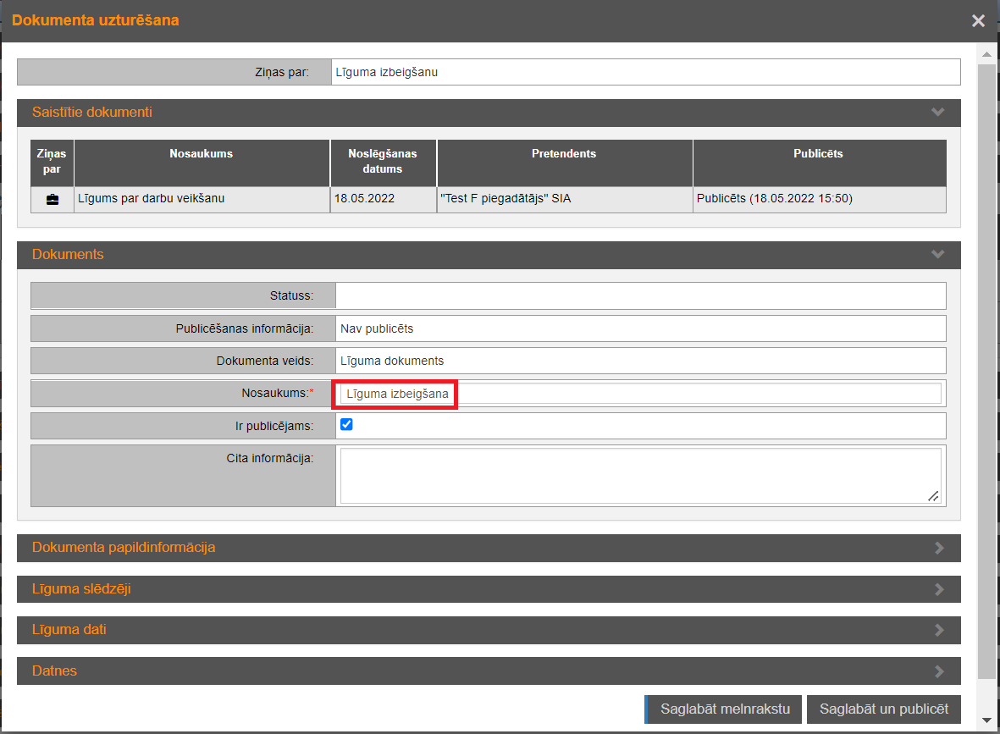 Dokumenta uzturēšana
Ziņas par: Līguma izbeigšanu
Saistītie dokumenti
Ziņas par Nosaukums Noslēgšanas datums Pretendents Publicēts
Līgums par darbu veikšanu 18.05.2022 "Test F piegādātājs" SIA Publicēts (18.05.2022 15:50)
Dokuments
Statuss:
Publicēšanas informācija: Nav publicēts
Dokumenta veids: Līguma dokuments
Nosaukums:* Līguma izbeigšana
Ir publicējams:
Cita informācija:
Dokumenta papildinformācija
Līguma slēdzēji
Līguma dati
Datnes
Saglabāt melnrakstu Saglabāt un publicēt